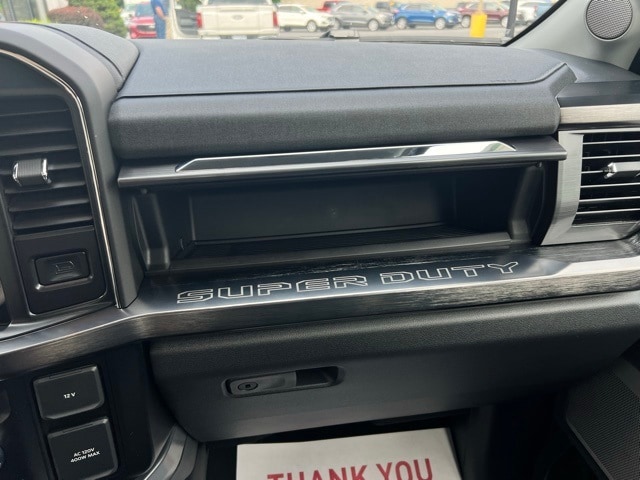 SUPER DUTY
12 V
AC 120V
400W MAX
THANK YOU